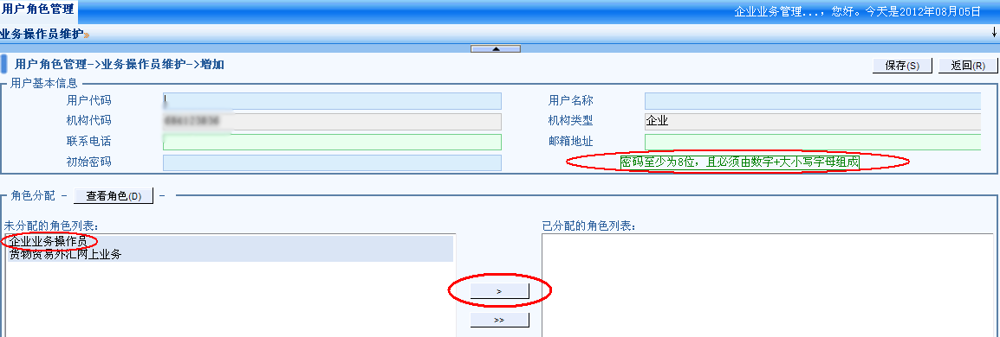 用户角色管理
企业业务管理...，您好。今天是2012年08月05日
业务操作员维护»
↓
用户角色管理->业务操作员维护->增加
保存(S) 返回(R)
用户基本信息
用户代码 用户名称
机构代码 机构类型 企业
联系电话 邮箱地址
初始密码 密码至少为8位，且必须由数字+大小写字母组成
角色分配 - 查看角色(D) -
未分配的角色列表: 已分配的角色列表:
企业业务操作员
货物贸易外汇网上业务
>
>>